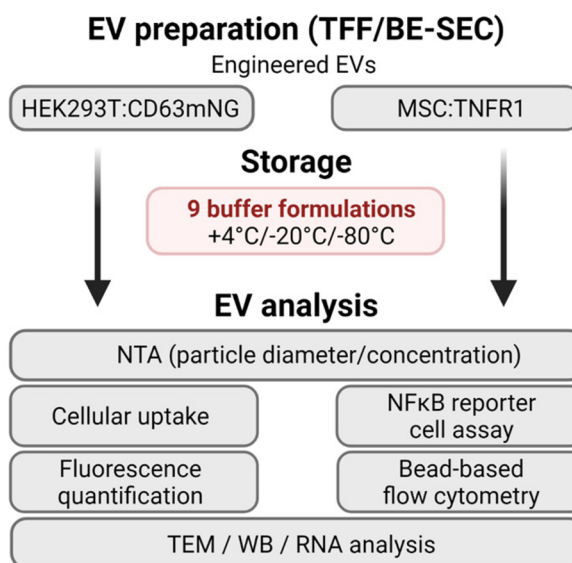 EV preparation (TFF/BE-SEC)
Engineered EVs
HEK293T:CD63mNG
MSC:TNFR1
Storage
9 buffer formulations
+4°C/-20°C/-80°C
EV analysis
NTA (particle diameter/concentration)
Cellular uptake
NFκB reporter
cell assay
Fluorescence
quantification
Bead-based
flow cytometry
TEM / WB / RNA analysis